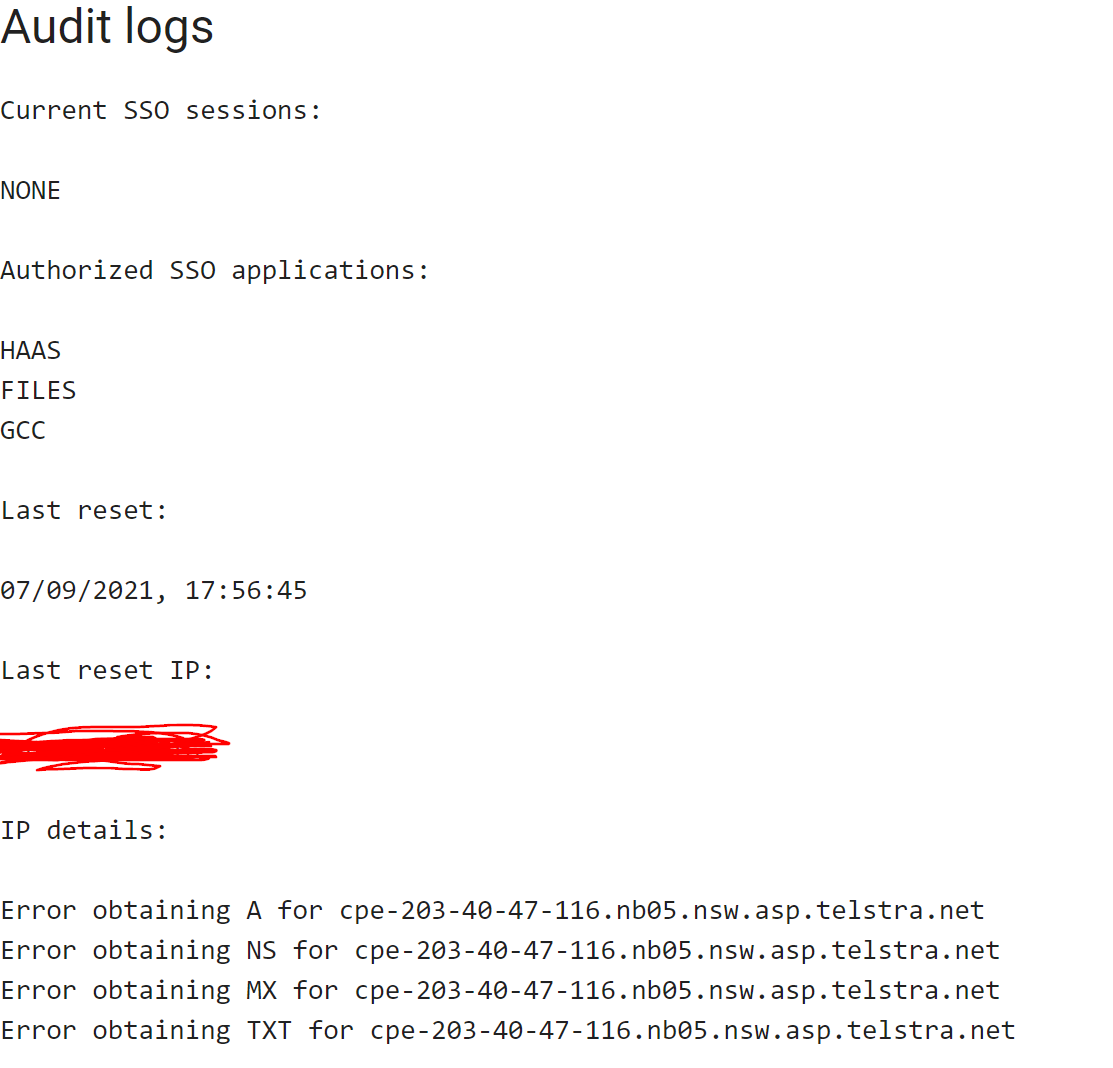 Audit logs
Current SSO sessions:
NONE
Authorized SSO applications:
HAAS
FILES
GCC
Last reset:
07/09/2021, 17:56:45
Last reset IP:
IP details:
Error obtaining A for cpe-203-40-47-116.nb05.nsw.asp.telstra.net
Error obtaining NS for cpe-203-40-47-116.nb05.nsw.asp.telstra.net
Error obtaining MX for cpe-203-40-47-116.nb05.nsw.asp.telstra.net
Error obtaining TXT for cpe-203-40-47-116.nb05.nsw.asp.telstra.net